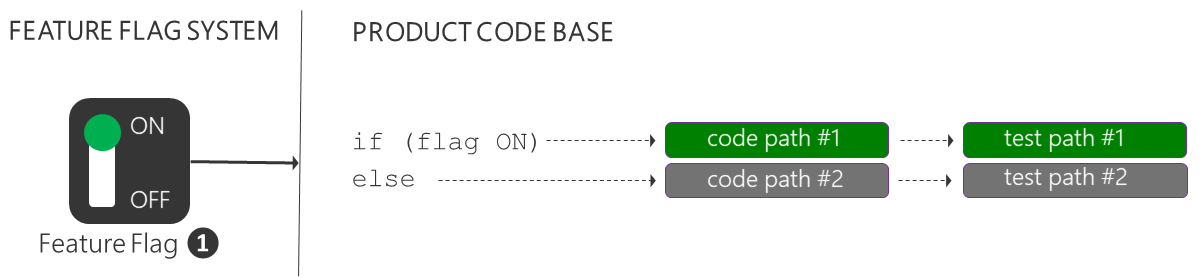 FEATURE FLAG SYSTEM
ON
OFF
Feature Flag 1
PRODUCT CODE BASE
if (flag ON) code path #1 test path #1
else code path #2 test path #2